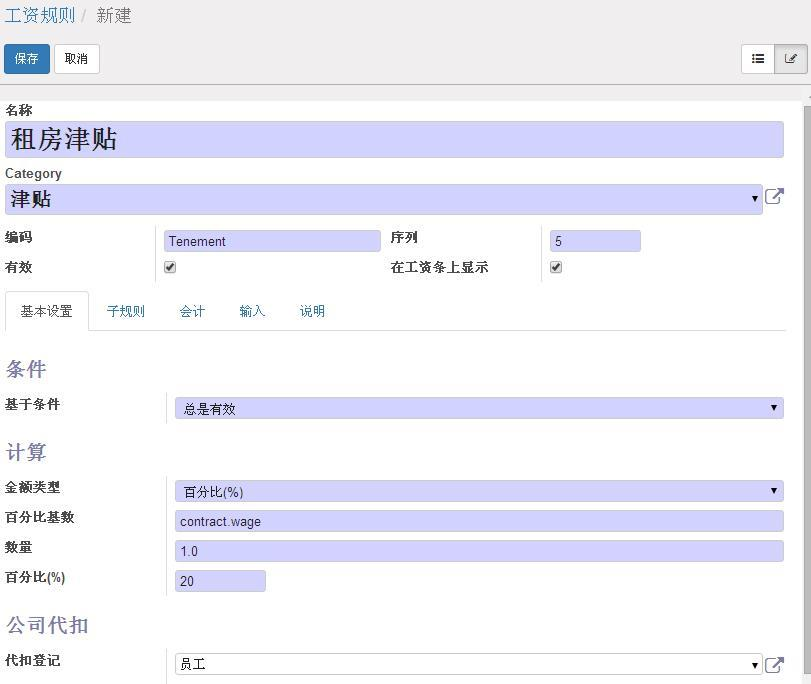 工资规则 / 新建
保存 取消
名称
租房津贴
Category
津贴
编码 Tenement 序列 5
有效 在工资条上显示
基本设置 子规则 会计 输入 说明
条件
基于条件 总是有效
计算
金额类型 百分比(%)
百分比基数 contract.wage
数量 1.0
百分比(%) 20
公司代扣
代扣登记 员工